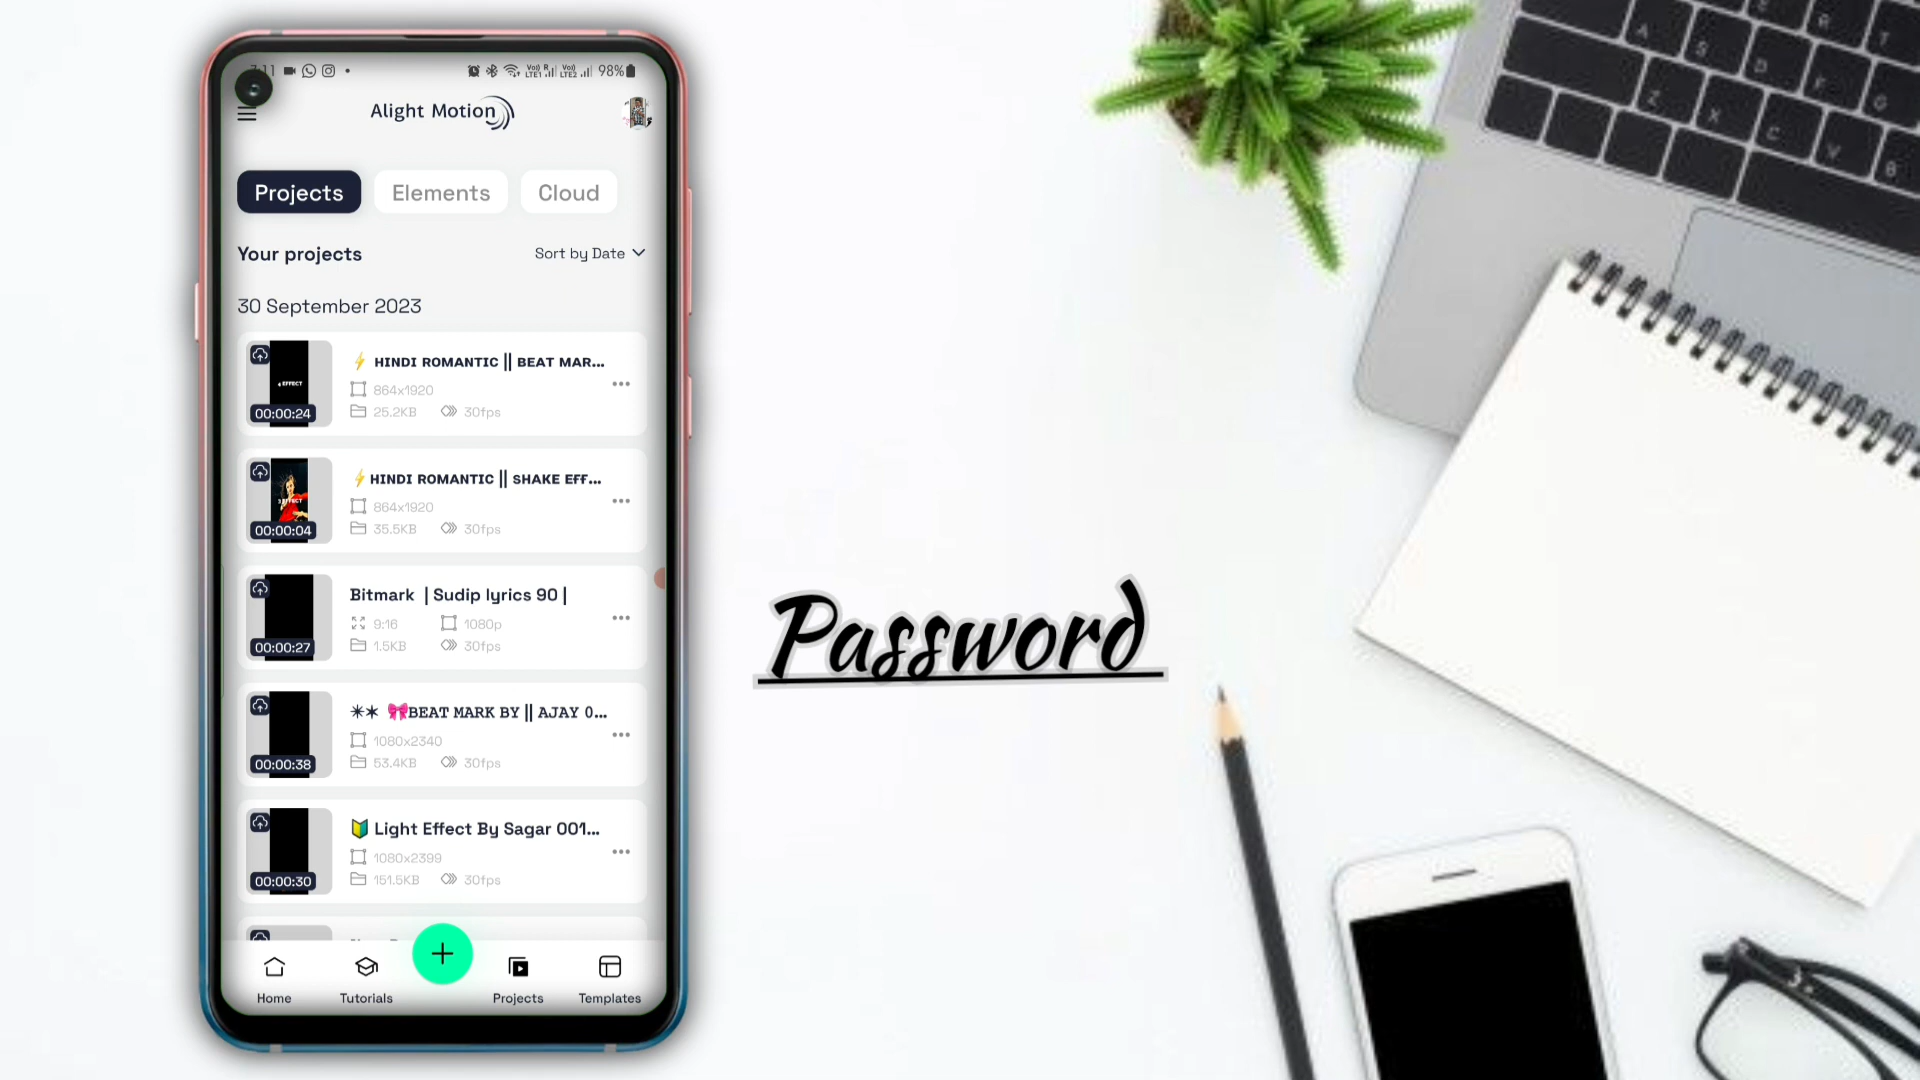 7:11 98%
Alight Motion
Projects Elements Cloud
Your projects Sort by Date
30 September 2023
⚡ HINDI ROMANTIC || BEAT MAR...
864x1920
25.2KB 30fps
4 EFFECT
00:00:24
⚡HINDI ROMANTIC || SHAKE EFF...
864x1920
35.5KB 30fps
00:00:04
Bitmark | Sudip lyrics 90 |
9:16 1080p
1.5KB 30fps
00:00:27
✴✶ 🎀BEAT MARK BY || AJAY 0...
1080x2340
53.4KB 30fps
00:00:38
🔰 Light Effect By Sagar 001...
1080x2399
151.5KB 30fps
00:00:30
Home Tutorials Projects Templates
Password